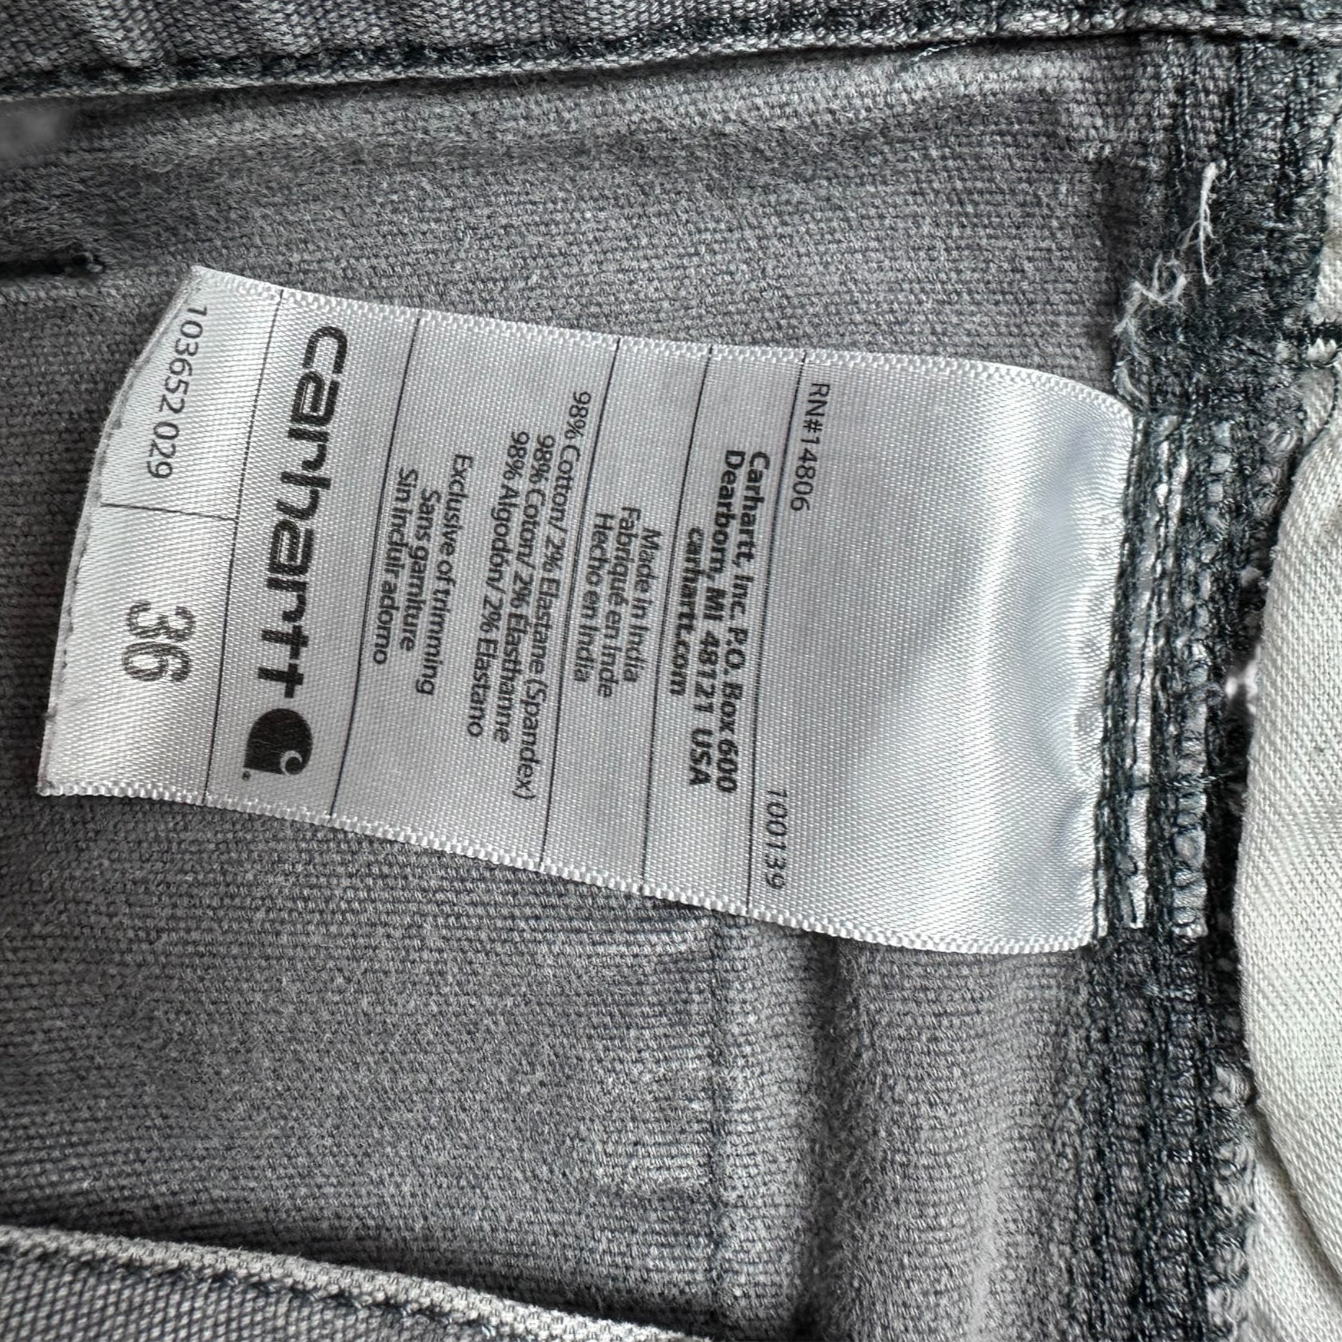 RN#14806
100139
Carhartt, Inc. P.O. Box 600
Dearborn, MI 48121 USA
carhartt.com
Made in India
Fabriqué en Inde
Hecho en India
98% Cotton/ 2% Elastane (Spandex)
98% Coton/ 2% Élasthanne
98% Algodón/ 2% Elastano
Exclusive of trimming
Sans garniture
Sin incluir adorno
carhartt
103652 029
36